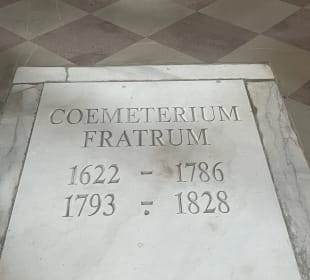 COEMETERIUM
FRATRUM
1622 - 1786
1793 - 1828